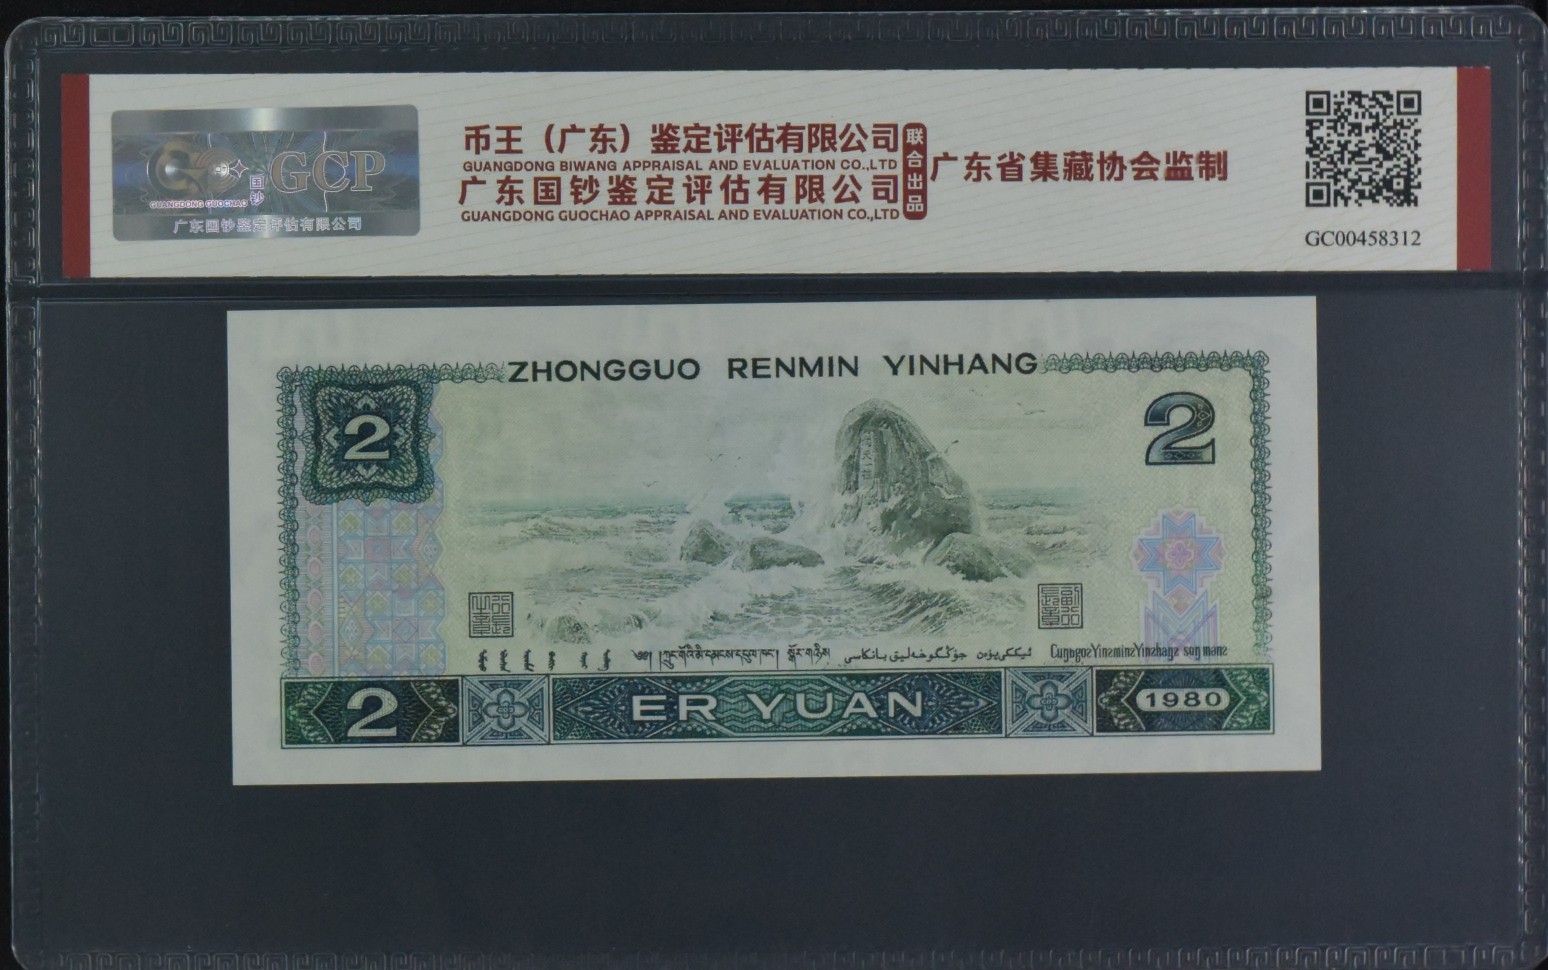 GCP
国钞
GUANGDONG GUOCHAO
广东国钞鉴定评估有限公司
币王（广东）鉴定评估有限公司
GUANGDONG BIWANG APPRAISAL AND EVALUATION CO.,LTD
广东国钞鉴定评估有限公司
GUANGDONG GUOCHAO APPRAISAL AND EVALUATION CO.,LTD
联合出品
广东省集藏协会监制
GC00458312
ZHONGGUO RENMIN YINHANG
2
2
2
ER YUAN
1980